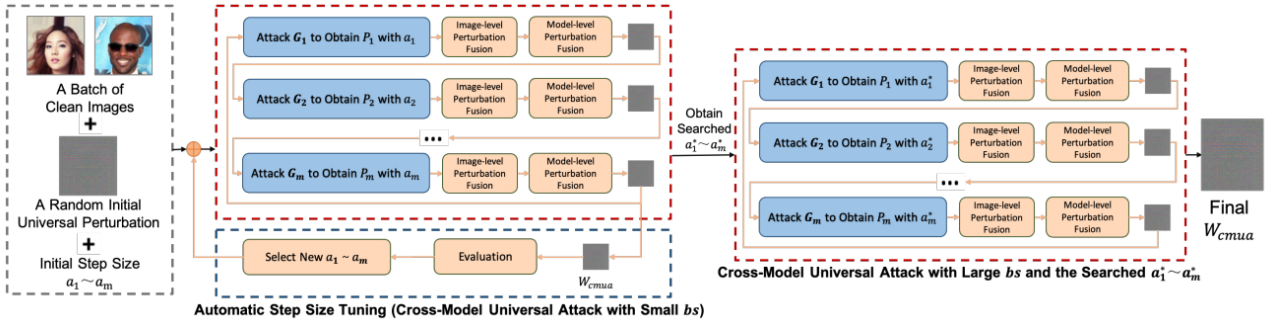 A Batch of
Clean Images
+
A Random Initial
Universal Perturbation
+
Initial Step Size
a₁~aₘ
Attack G₁ to Obtain P₁ with a₁
Image-level
Perturbation
Fusion
Model-level
Perturbation
Fusion
Attack G₂ to Obtain P₂ with a₂
Image-level
Perturbation
Fusion
Model-level
Perturbation
Fusion
...
Attack Gₘ to Obtain Pₘ with aₘ
Image-level
Perturbation
Fusion
Model-level
Perturbation
Fusion
Select New a₁ ~ aₘ
Evaluation
W_cmua
Automatic Step Size Tuning (Cross-Model Universal Attack with Small bs)
Obtain
Searched
a₁*~aₘ*
Attack G₁ to Obtain P₁ with a₁*
Image-level
Perturbation
Fusion
Model-level
Perturbation
Fusion
Attack G₂ to Obtain P₂ with a₂*
Image-level
Perturbation
Fusion
Model-level
Perturbation
Fusion
...
Attack Gₘ to Obtain Pₘ with aₘ*
Image-level
Perturbation
Fusion
Model-level
Perturbation
Fusion
Cross-Model Universal Attack with Large bs and the Searched a₁*~aₘ*
Final
W_cmua